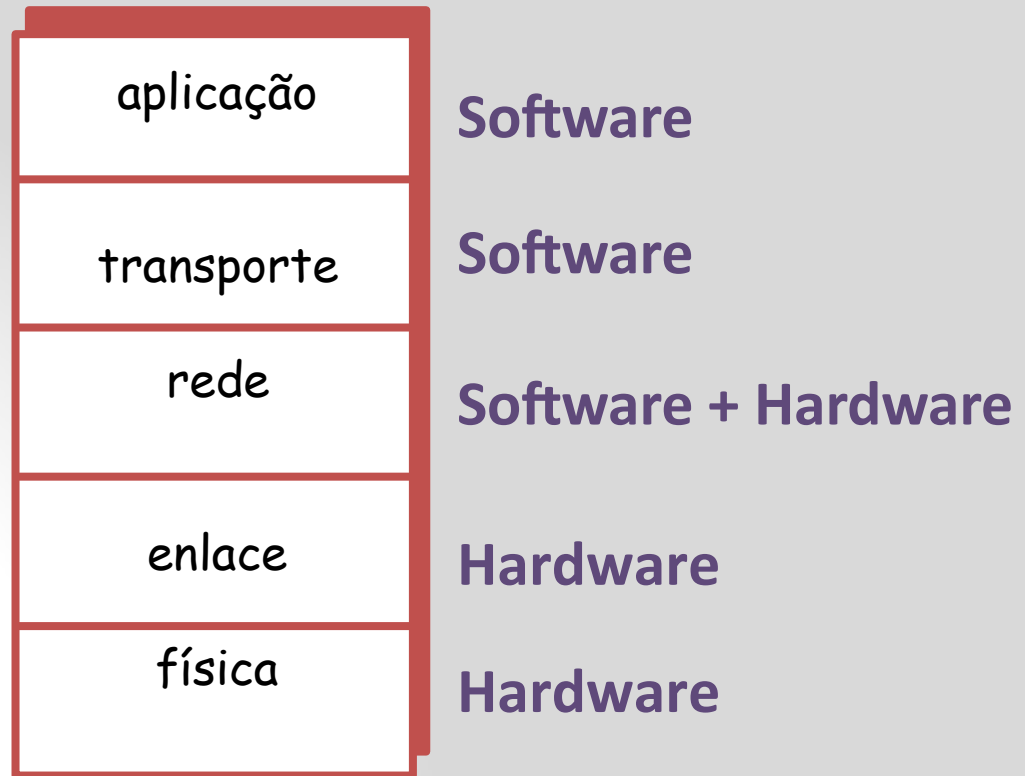 aplicação
Software
transporte
Software
rede
Software + Hardware
enlace
Hardware
física
Hardware